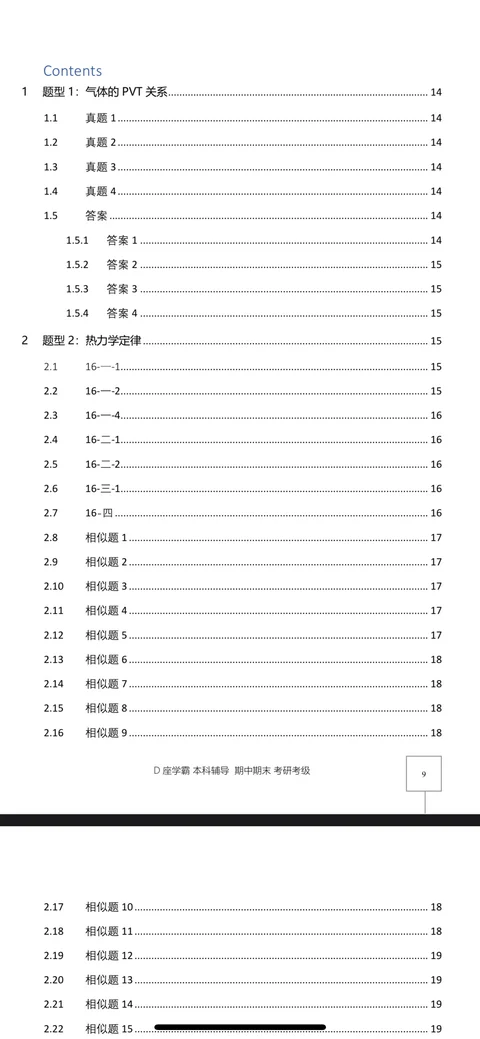 Contents
1 题型 1：气体的 PVT 关系 14
1.1 真题 1 14
1.2 真题 2 14
1.3 真题 3 14
1.4 真题 4 14
1.5 答案 14
1.5.1 答案 1 14
1.5.2 答案 2 15
1.5.3 答案 3 15
1.5.4 答案 4 15
2 题型 2：热力学定律 15
2.1 16-一-1 15
2.2 16-一-2 15
2.3 16-一-4 16
2.4 16-二-1 16
2.5 16-二-2 16
2.6 16-三-1 16
2.7 16-四 16
2.8 相似题 1 17
2.9 相似题 2 17
2.10 相似题 3 17
2.11 相似题 4 17
2.12 相似题 5 17
2.13 相似题 6 18
2.14 相似题 7 18
2.15 相似题 8 18
2.16 相似题 9 18
D 座学霸 本科辅导 期中期末 考研考级
9
2.17 相似题 10 18
2.18 相似题 11 18
2.19 相似题 12 19
2.20 相似题 13 19
2.21 相似题 14 19
2.22 相似题 15 19